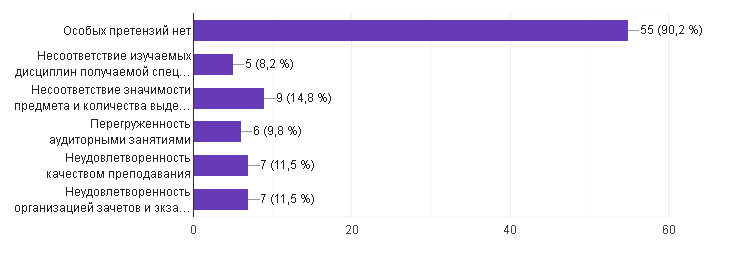 Особых претензий нет
55 (90,2 %)
Несоответствие изучаемых
дисциплин получаемой спец…
5 (8,2 %)
Несоответствие значимости
предмета и количества выде…
9 (14,8 %)
Перегруженность
аудиторными занятиями
6 (9,8 %)
Неудовлетворенность
качеством преподавания
7 (11,5 %)
Неудовлетворенность
организацией зачетов и экза…
7 (11,5 %)
0 20 40 60